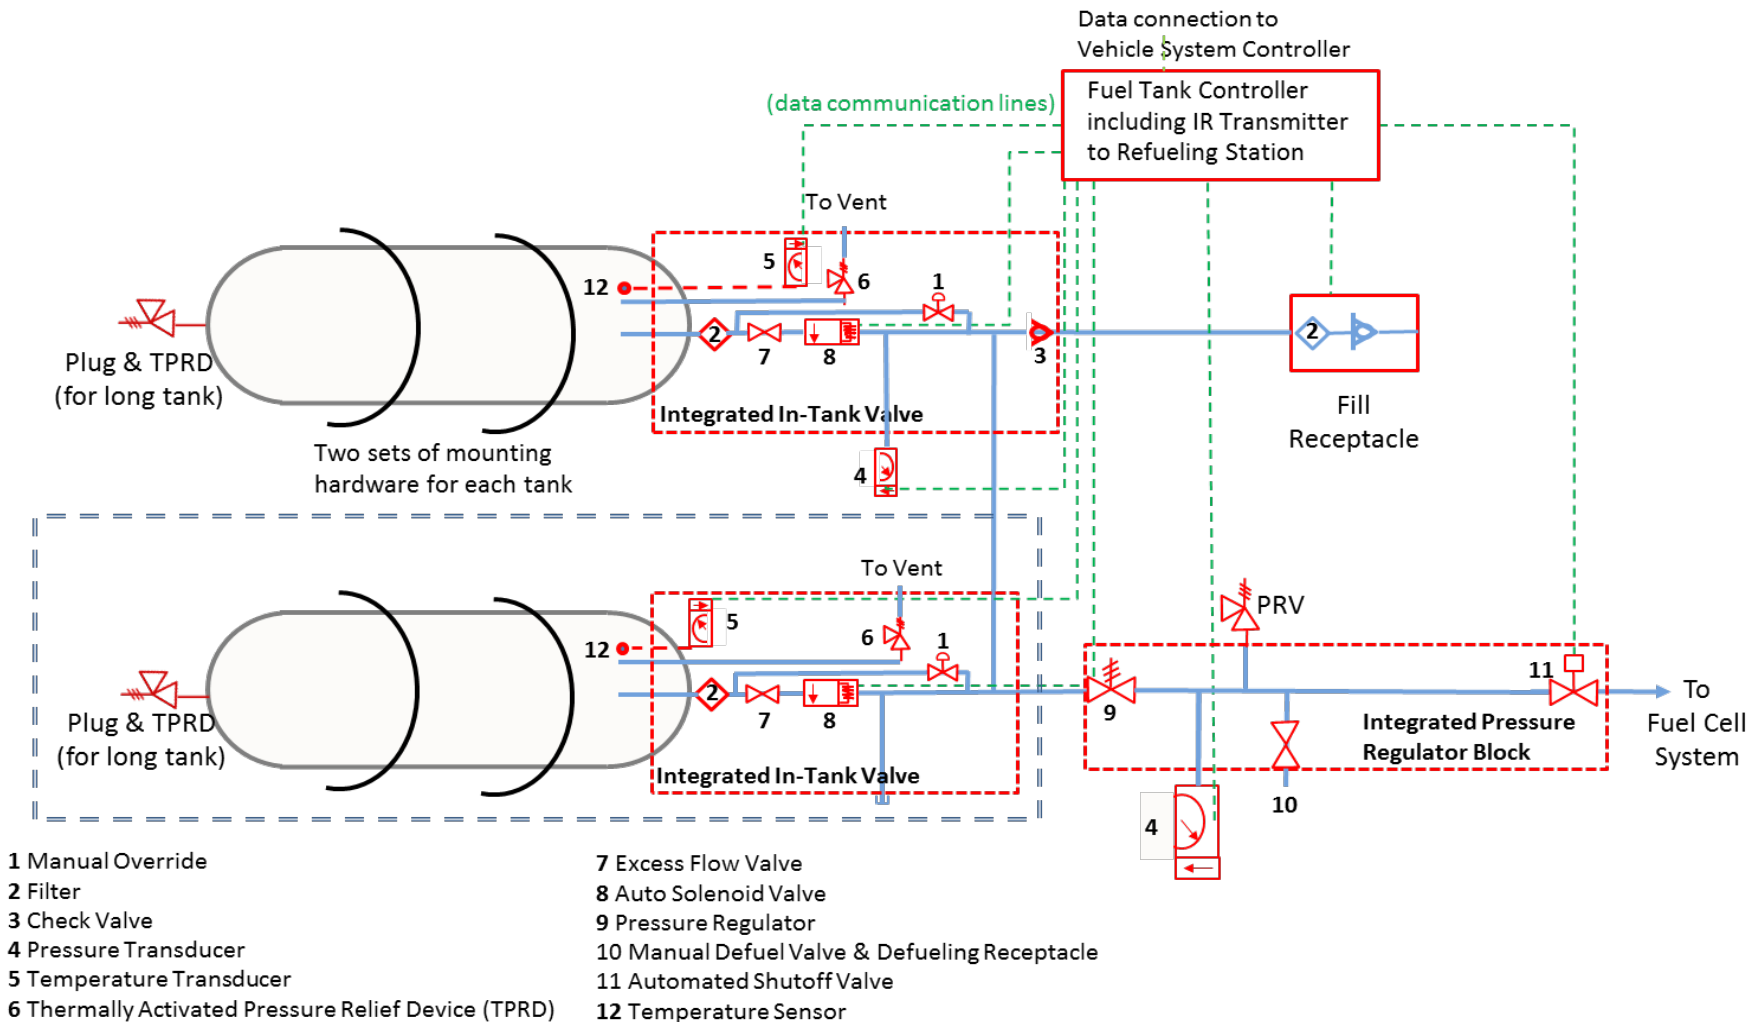 Data connection to
Vehicle System Controller
(data communication lines)
Fuel Tank Controller
including IR Transmitter
to Refueling Station
To Vent
5
6
1
12
2
7
8
3
2
Plug & TPRD
(for long tank)
Integrated In-Tank Valve
Fill
Receptacle
Two sets of mounting
hardware for each tank
4
To Vent
5
6
1
12
2
7
8
PRV
11
9
To
Fuel Cell
System
Plug & TPRD
(for long tank)
Integrated Pressure
Regulator Block
Integrated In-Tank Valve
10
4
1 Manual Override
2 Filter
3 Check Valve
4 Pressure Transducer
5 Temperature Transducer
6 Thermally Activated Pressure Relief Device (TPRD)
7 Excess Flow Valve
8 Auto Solenoid Valve
9 Pressure Regulator
10 Manual Defuel Valve & Defueling Receptacle
11 Automated Shutoff Valve
12 Temperature Sensor